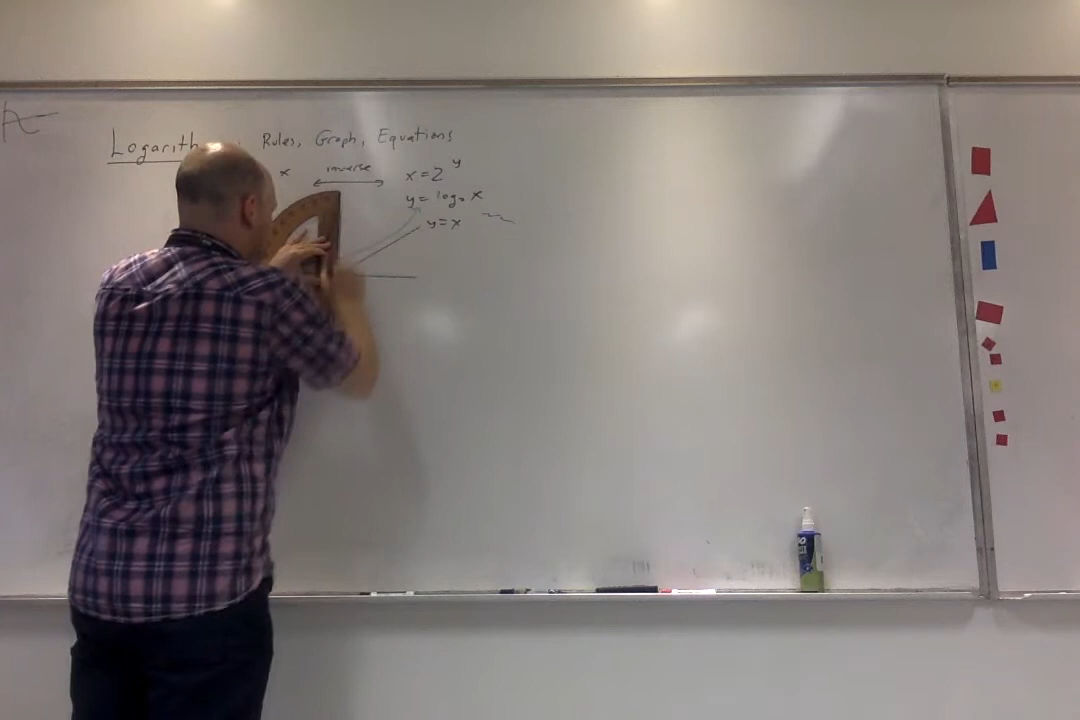 Logarith : Rules, Graph, Equations
x inverse x = 2^y
y = log₂ x
y = x